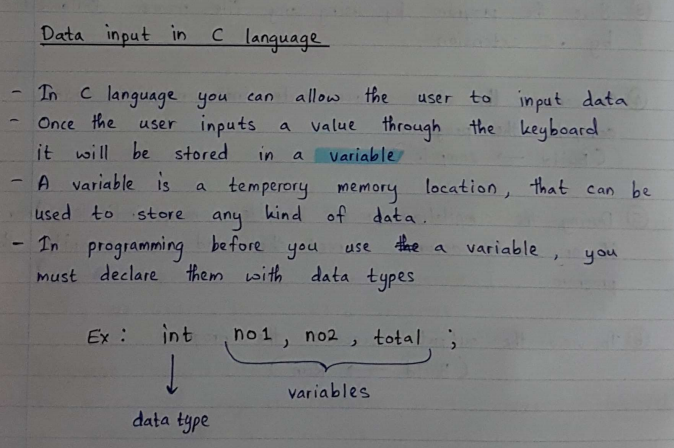 Data input in C language
- In C language you can allow the user to input data
- Once the user inputs a value through the keyboard
it will be stored in a variable
- A variable is a temperory memory location, that can be
used to store any kind of data.
- In programming before you use the a variable, you
must declare them with data types
Ex : int no1, no2, total ;
variables
data type